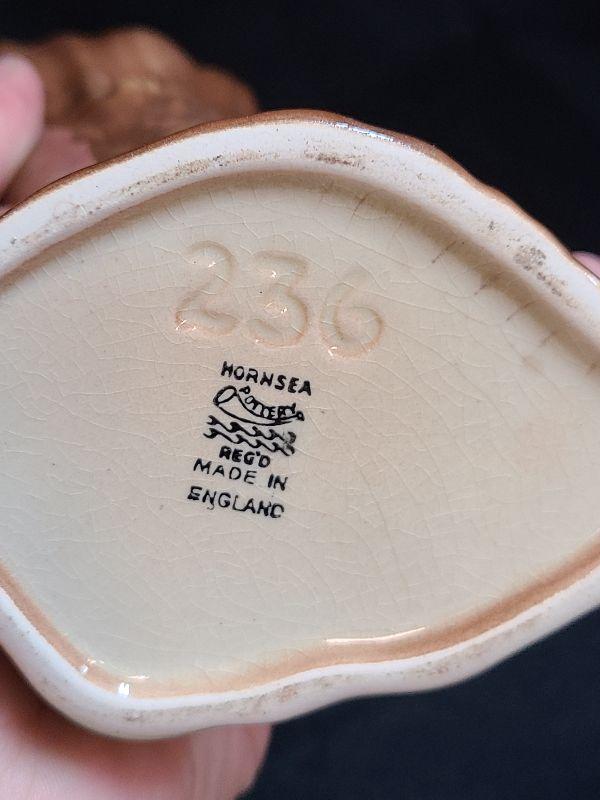 236
HORNSEA
POTTERY
REG'D
MADE IN
ENGLAND